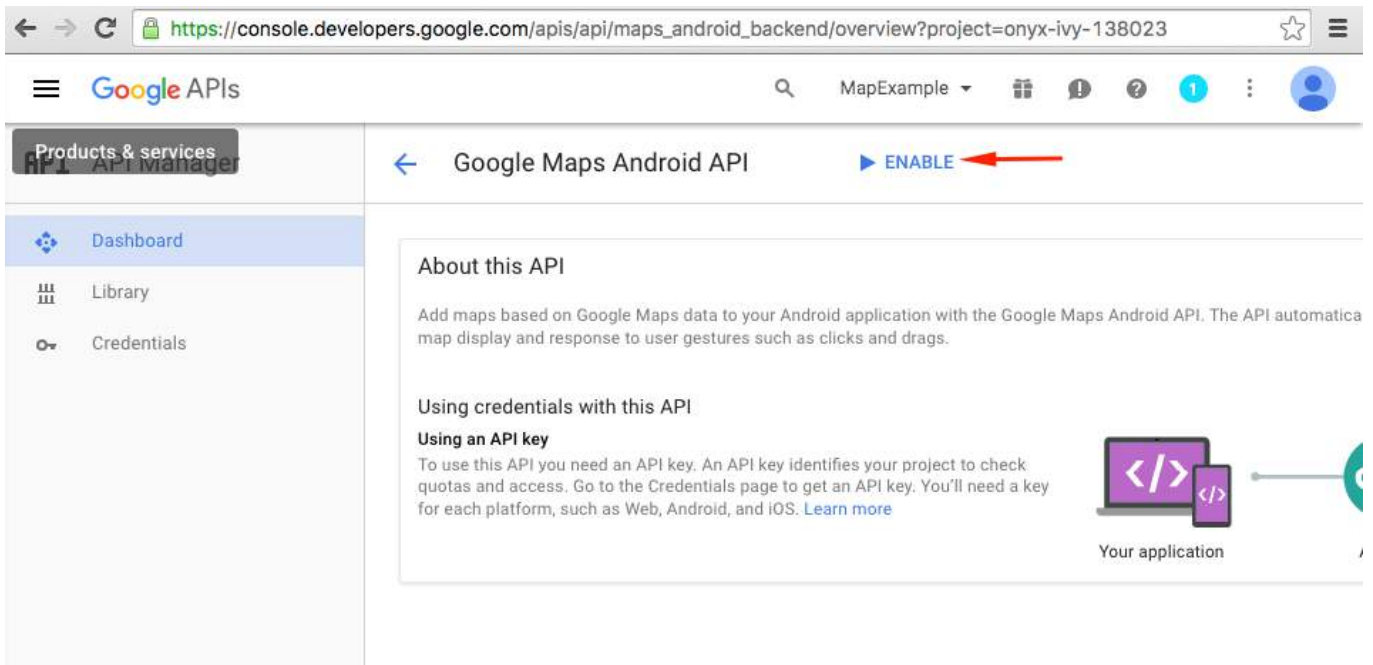 https://console.developers.google.com/apis/api/maps_android_backend/overview?project=onyx-ivy-138023
Google APIs
MapExample
1
Products & services
API API Manager
Google Maps Android API
ENABLE
Dashboard
Library
Credentials
About this API
Add maps based on Google Maps data to your Android application with the Google Maps Android API. The API automatica
map display and response to user gestures such as clicks and drags.
Using credentials with this API
Using an API key
To use this API you need an API key. An API key identifies your project to check
quotas and access. Go to the Credentials page to get an API key. You'll need a key
for each platform, such as Web, Android, and iOS. Learn more
</>
</>
Your application